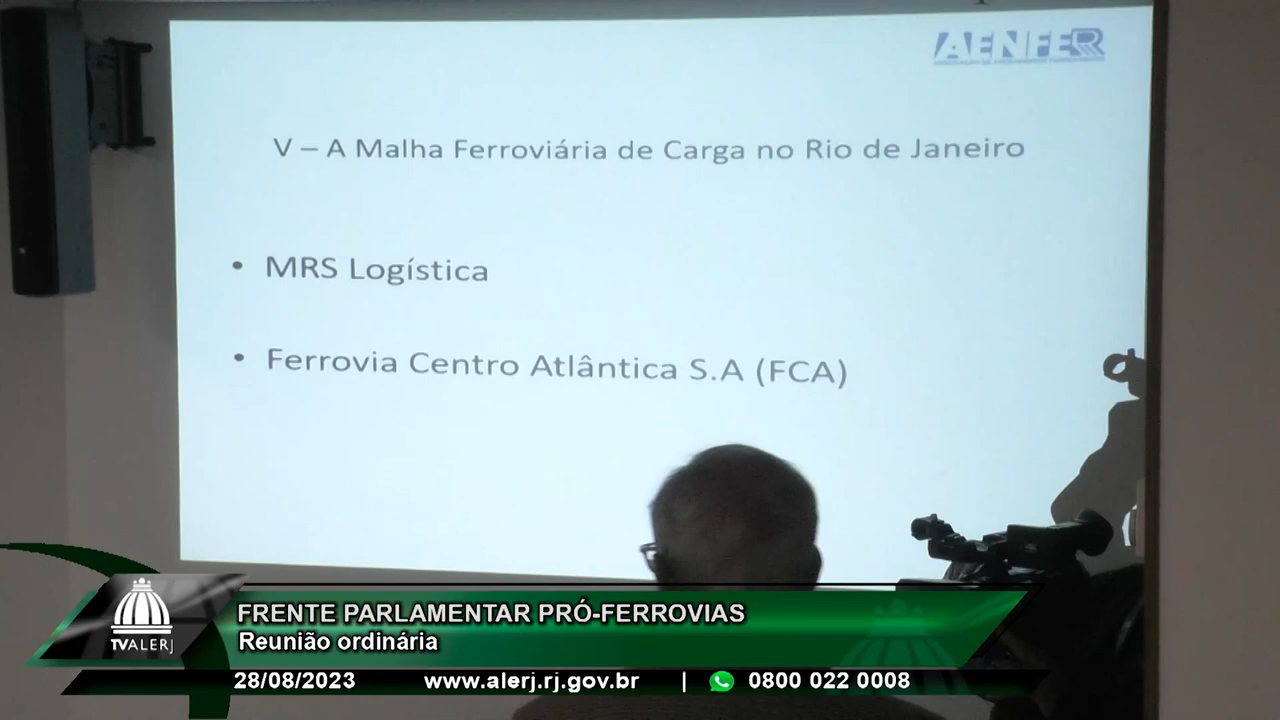 AENFER
V – A Malha Ferroviária de Carga no Rio de Janeiro
• MRS Logística
• Ferrovia Centro Atlântica S.A (FCA)
FRENTE PARLAMENTAR PRÓ-FERROVIAS
Reunião ordinária
TVALERJ
28/08/2023 www.alerj.rj.gov.br | 0800 022 0008